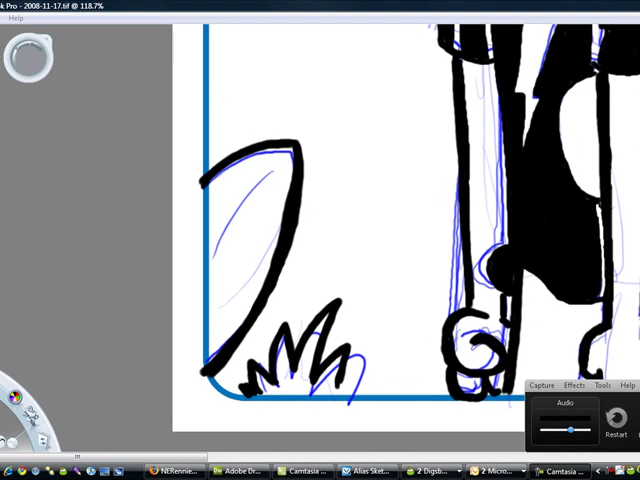 ok Pro - 2008-11-17.tif @ 118.7%
Help
Capture Effects Tools Help
Audio
Restart
NERennie...
Adobe Dr...
Camtasia ...
Alias Sket...
2 Digsb...
2 Micro...
Camtasia ...